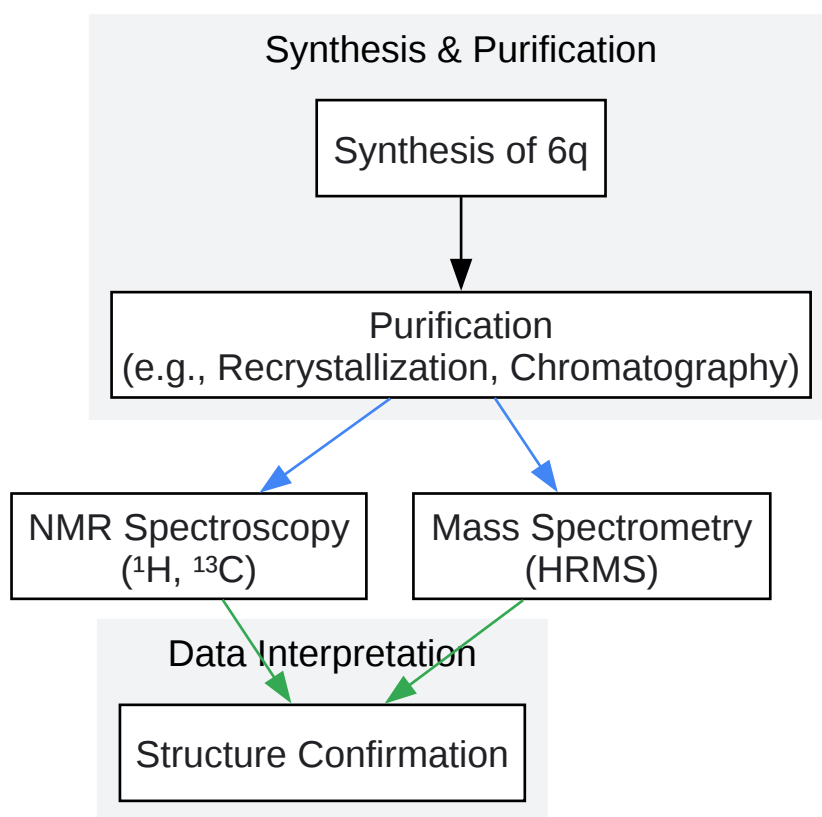 Synthesis & Purification
Synthesis of 6q
Purification
(e.g., Recrystallization, Chromatography)
NMR Spectroscopy
(¹H, ¹³C)
Mass Spectrometry
(HRMS)
Data Interpretation
Structure Confirmation